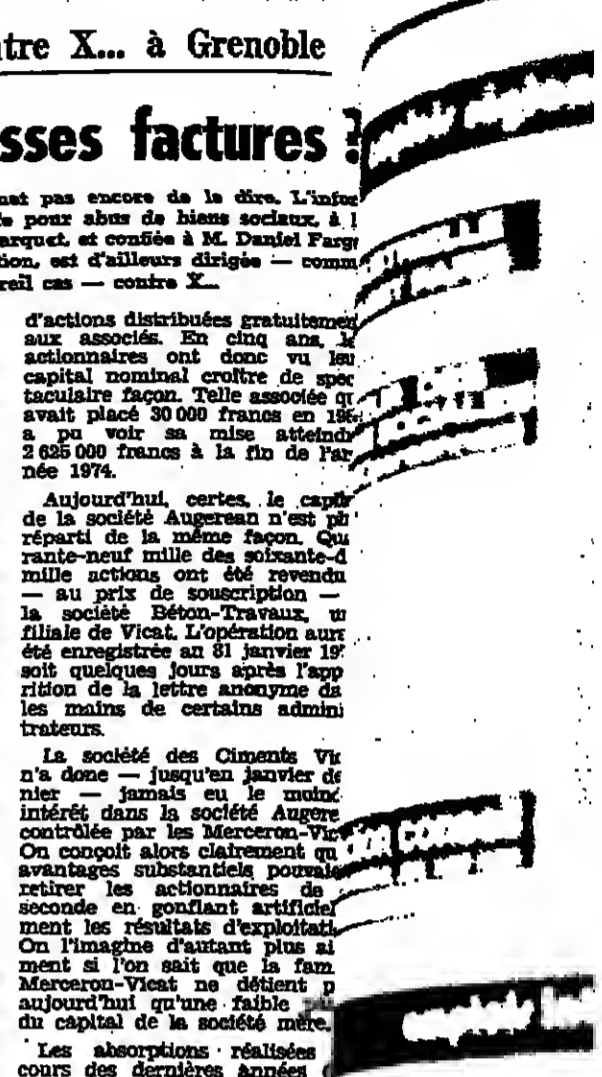 tre X... à Grenoble
sses factures ?
pas encore de le dire. L'infor
pour abus de biens sociaux, à l
arquet, et confiée à M. Daniel Farg
tion, est d'ailleurs dirigée — comm
reil cas — contre X...
d'actions distribuées gratuitemen
aux associés. En cinq ans, le
actionnaires ont donc vu leu
capital nominal croître de spec
taculaire façon. Telle associée qu
avait placé 30 000 francs en
a pu voir sa mise atteindr
2 625 000 francs à la fin de l'an
née 1974.
Aujourd'hui, certes, le capit
de la société Augereau n'est plu
réparti de la même façon. Qua
rante-neuf mille des soixante-d
mille actions ont été revendu
— au prix de souscription —
la société Béton-Travaux, u
filiale de Vicat. L'opération aura
été enregistrée au 31 janvier 19
soit quelques jours après l'app
rition de la lettre anonyme da
les mains de certains admini
trateurs.
La société des Ciments Vic
n'a donc — jusqu'en janvier de
nier — jamais eu le moind
intérêt dans la société Augere
contrôlée par les Merceron-Vic
On conçoit alors clairement qu
avantages substantiels pouvaie
retirer les actionnaires de
seconde en gonflant artificiel
ment les résultats d'exploitati
On l'imagine d'autant plus ai
ment si l'on sait que la fam
Merceron-Vicat ne détient p
aujourd'hui qu'une faible
du capital de la société mère.
Les absorptions réalisées
cours des dernières années